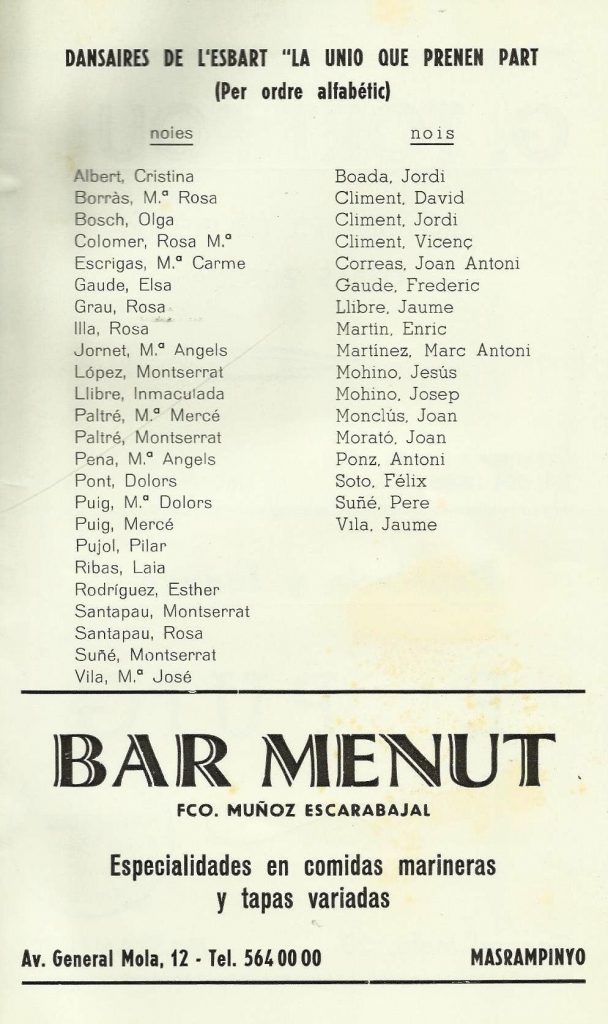 DANSAIRES DE L'ESBART "LA UNIO QUE PRENEN PART
(Per ordre alfabétic)
noies
Albert, Cristina
Borràs, M.ª Rosa
Bosch, Olga
Colomer, Rosa M.ª
Escrigas, M.ª Carme
Gaude, Elsa
Grau, Rosa
Illa, Rosa
Jornet, M.ª Angels
López, Montserrat
Llibre, Inmaculada
Paltré, M.ª Mercé
Paltré, Montserrat
Pena, M.ª Angels
Pont, Dolors
Puig, M.ª Dolors
Puig, Mercé
Pujol, Pilar
Ribas, Laia
Rodríguez, Esther
Santapau, Montserrat
Santapau, Rosa
Suñé, Montserrat
Vila, M.ª José
nois
Boada, Jordi
Climent, David
Climent, Jordi
Climent, Vicenç
Correas, Joan Antoni
Gaude, Frederic
Llibre, Jaume
Martín, Enric
Martínez, Marc Antoni
Mohino, Jesús
Mohino, Josep
Monclús, Joan
Morató, Joan
Ponz, Antoni
Soto, Félix
Suñé, Pere
Vila, Jaume
BAR MENUT
FCO. MUÑOZ ESCARABAJAL
Especialidades en comidas marineras
y tapas variadas
Av. General Mola, 12 - Tel. 564 00 00 MASRAMPINYO